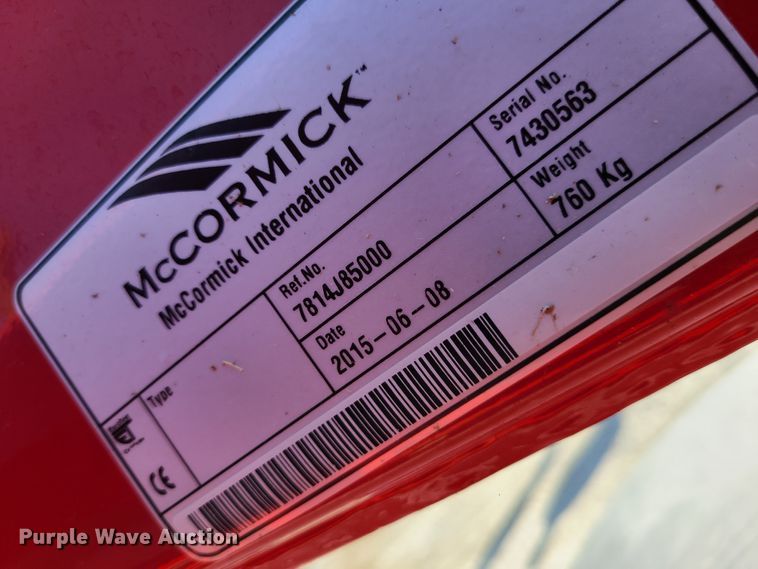 McCORMICK™
McCormick International
Type
Ref.No.
7814J85000
Date
2015-06-08
Serial No.
7430563
Weight
760 Kg
CE
Purple Wave Auction